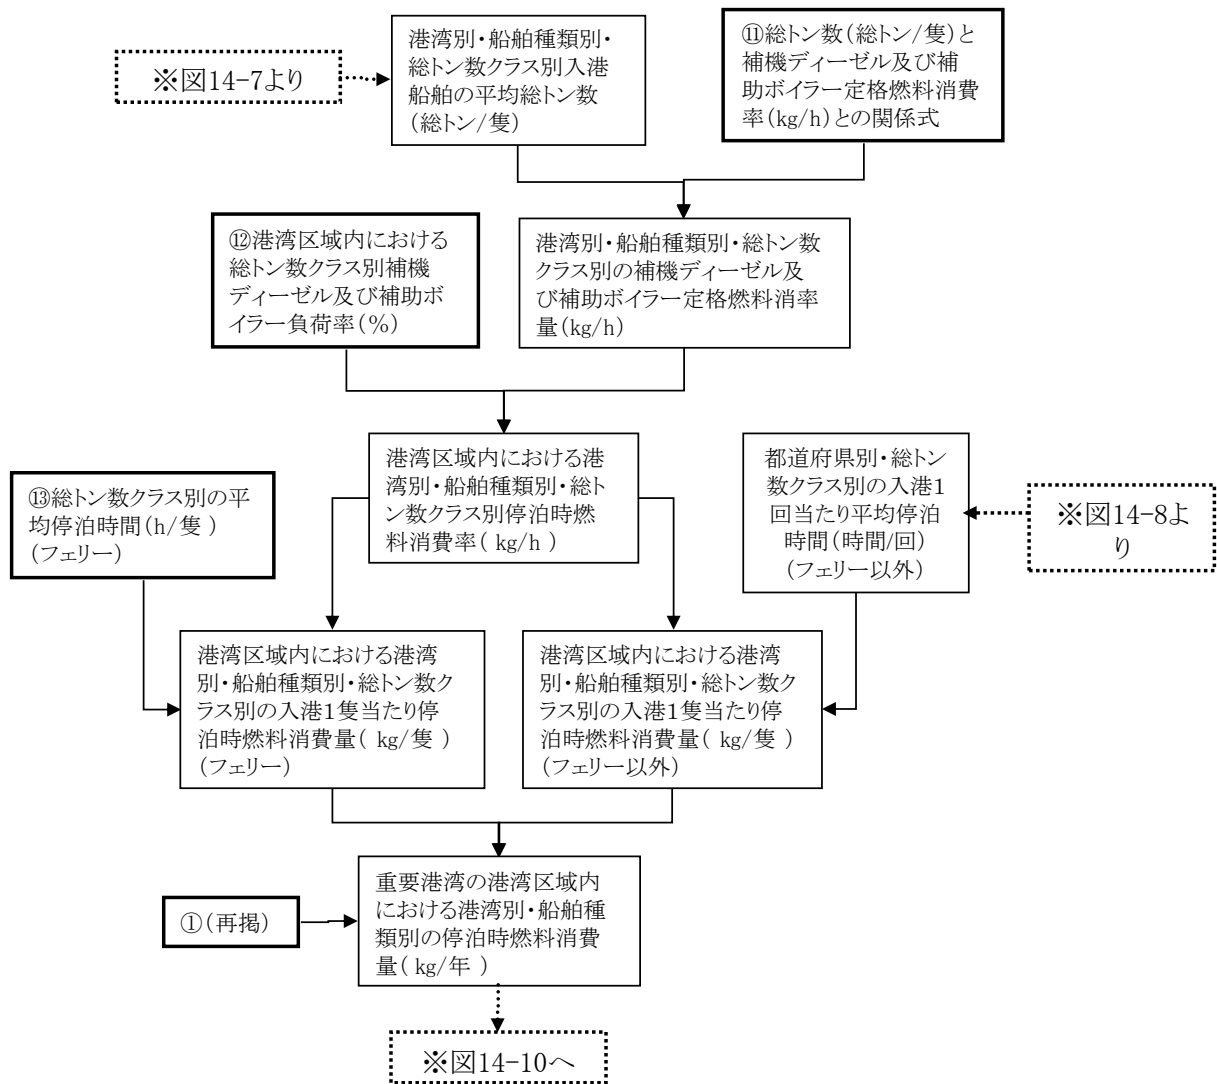 ※図14-7より
港湾別・船舶種類別・
総トン数クラス別入港
船舶の平均総トン数
(総トン/隻)
⑪総トン数(総トン/隻)と
補機ディーゼル及び補
助ボイラー定格燃料消費
率(kg/h)との関係式
⑫港湾区域内における
総トン数クラス別補機
ディーゼル及び補助ボ
イラー負荷率(%)
港湾別・船舶種類別・総トン数
クラス別の補機ディーゼル及
び補助ボイラー定格燃料消率
量(kg/h)
⑬総トン数クラス別の平
均停泊時間(h/隻 )
(フェリー)
港湾区域内における港
湾別・船舶種類別・総ト
ン数クラス別停泊時燃
料消費率( kg/h )
都道府県別・総トン
数クラス別の入港1
回当たり平均停泊
時間(時間/回)
(フェリー以外)
※図14-8よ
り
港湾区域内における港湾
別・船舶種類別・総トン数ク
ラス別の入港1隻当たり停
泊時燃料消費量( kg/隻 )
(フェリー)
港湾区域内における港湾
別・船舶種類別・総トン数ク
ラス別の入港1隻当たり停
泊時燃料消費量( kg/隻 )
(フェリー以外)
①(再掲)
重要港湾の港湾区域内
における港湾別・船舶種
類別の停泊時燃料消費
量( kg/年 )
※図14-10へ